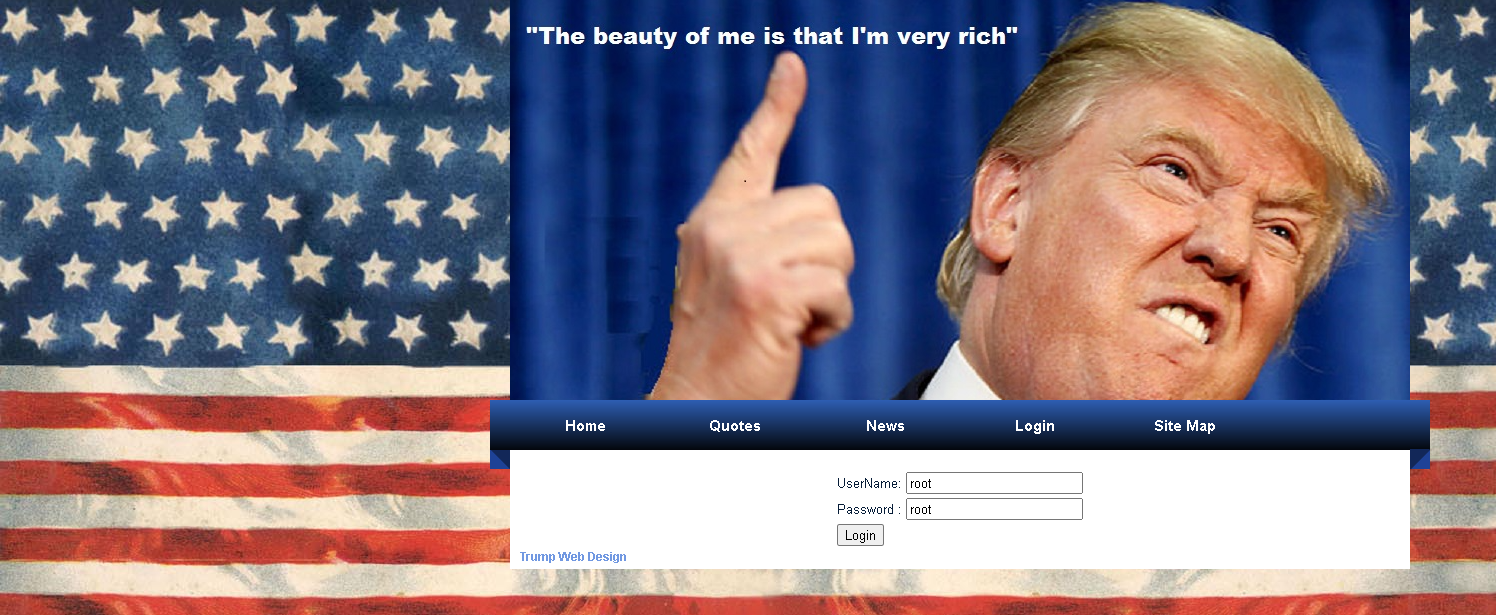 "The beauty of me is that I'm very rich"
Home Quotes News Login Site Map
UserName: root
Password : root
Login
Trump Web Design